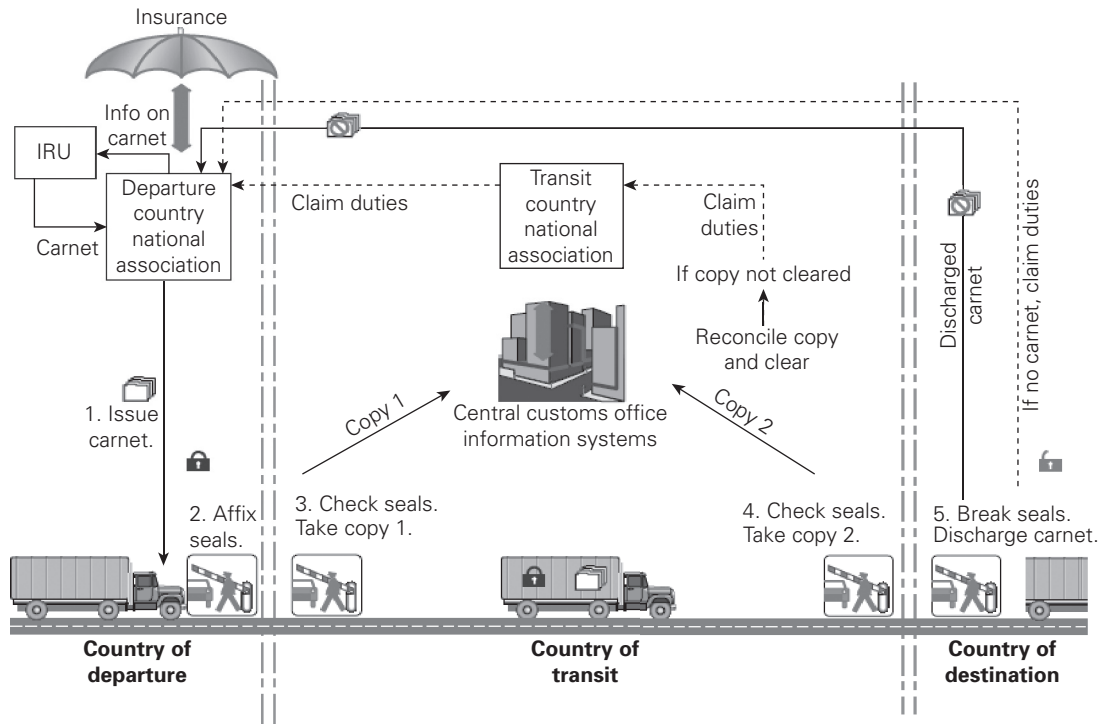 Insurance
Info on
carnet
IRU
Carnet
Departure
country
national
association
Claim duties
Transit
country
national
association
Claim
duties
If copy not cleared
Reconcile copy
and clear
Discharged
carnet
If no carnet, claim duties
1. Issue
carnet.
Copy 1
Central customs office
information systems
Copy 2
2. Affix
seals.
3. Check seals.
Take copy 1.
4. Check seals.
Take copy 2.
5. Break seals.
Discharge carnet.
Country of
departure
Country of
transit
Country of
destination